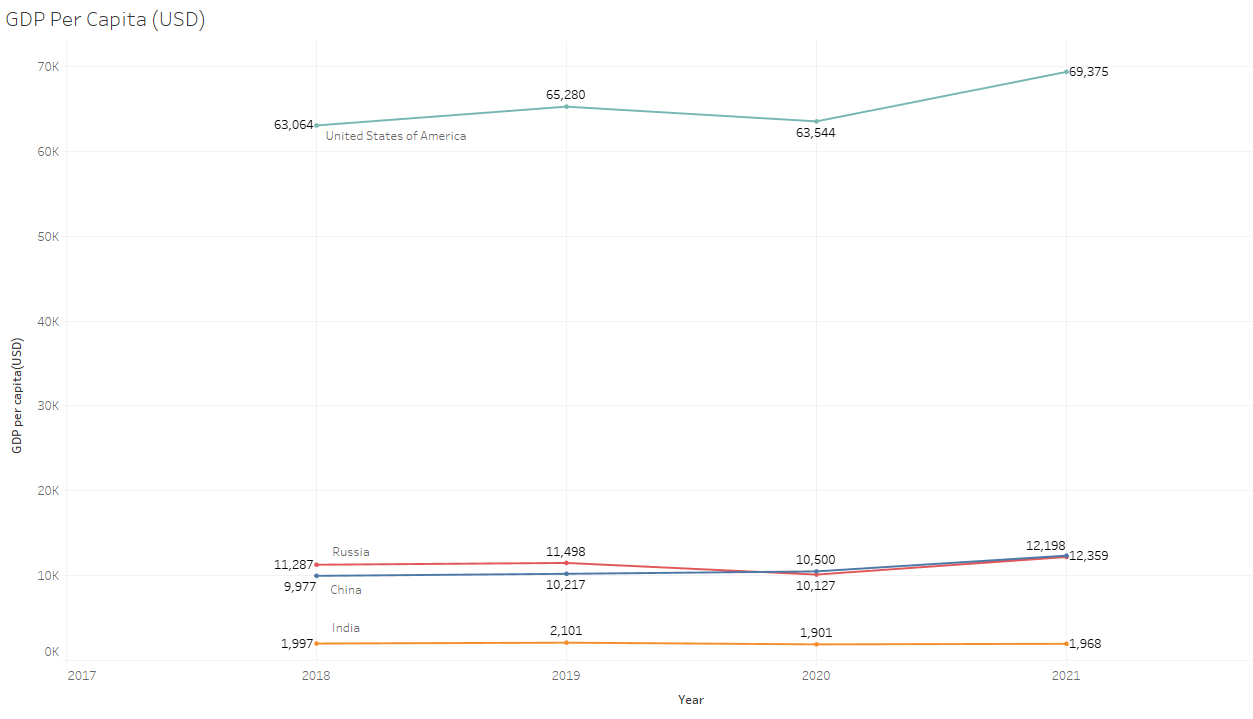 GDP Per Capita (USD)
70K
69,375
65,280
63,064
63,544
United States of America
60K
50K
40K
GDP per capita(USD)
30K
20K
12,198
Russia
11,498
12,359
10,500
11,287
10K
9,977
China
10,217
10,127
India
2,101
1,901
1,997
1,968
0K
2017
2018
2019
2020
2021
Year